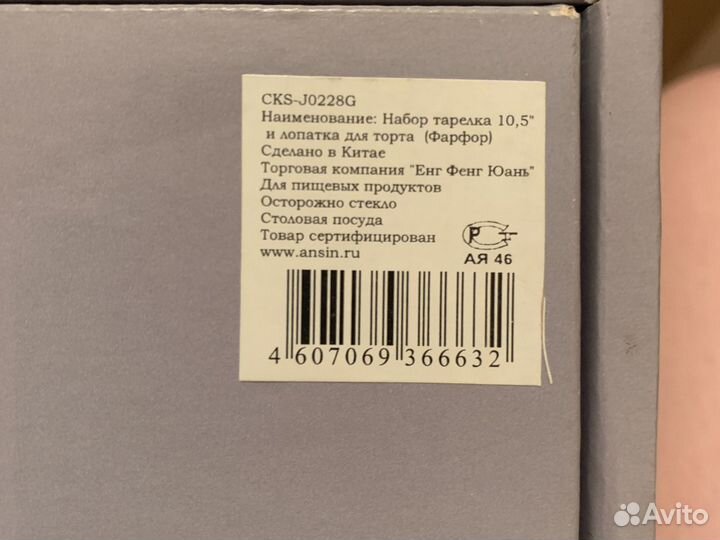 CKS-J0228G
Наименование: Набор тарелка 10,5"
и лопатка для торта (Фарфор)
Сделано в Китае
Торговая компания "Енг Фенг Юань"
Для пищевых продуктов
Осторожно стекло
Столовая посуда
Товар сертифицирован
www.ansin.ru
АЯ 46
4 607069 366632
Avito